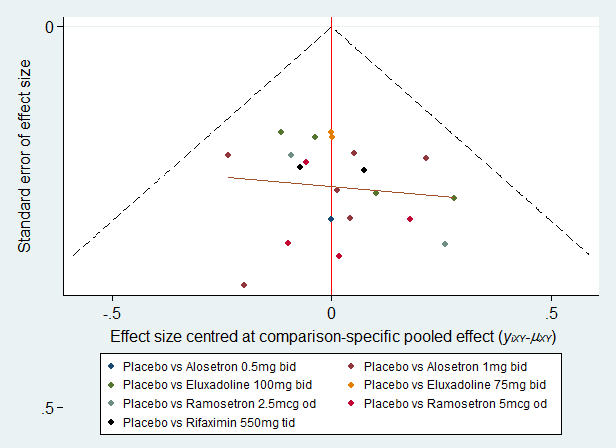 0
Standard error of effect size
.5
-.5 0 .5
Effect size centred at comparison-specific pooled effect (yiXY-μXY)
Placebo vs Alosetron 0.5mg bid
Placebo vs Alosetron 1mg bid
Placebo vs Eluxadoline 100mg bid
Placebo vs Eluxadoline 75mg bid
Placebo vs Ramosetron 2.5mcg od
Placebo vs Ramosetron 5mcg od
Placebo vs Rifaximin 550mg tid